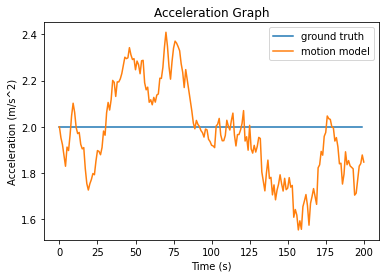 Acceleration Graph
ground truth
motion model
2.4
2.2
2.0
1.8
1.6
Acceleration (m/s^2)
0 25 50 75 100 125 150 175 200
Time (s)